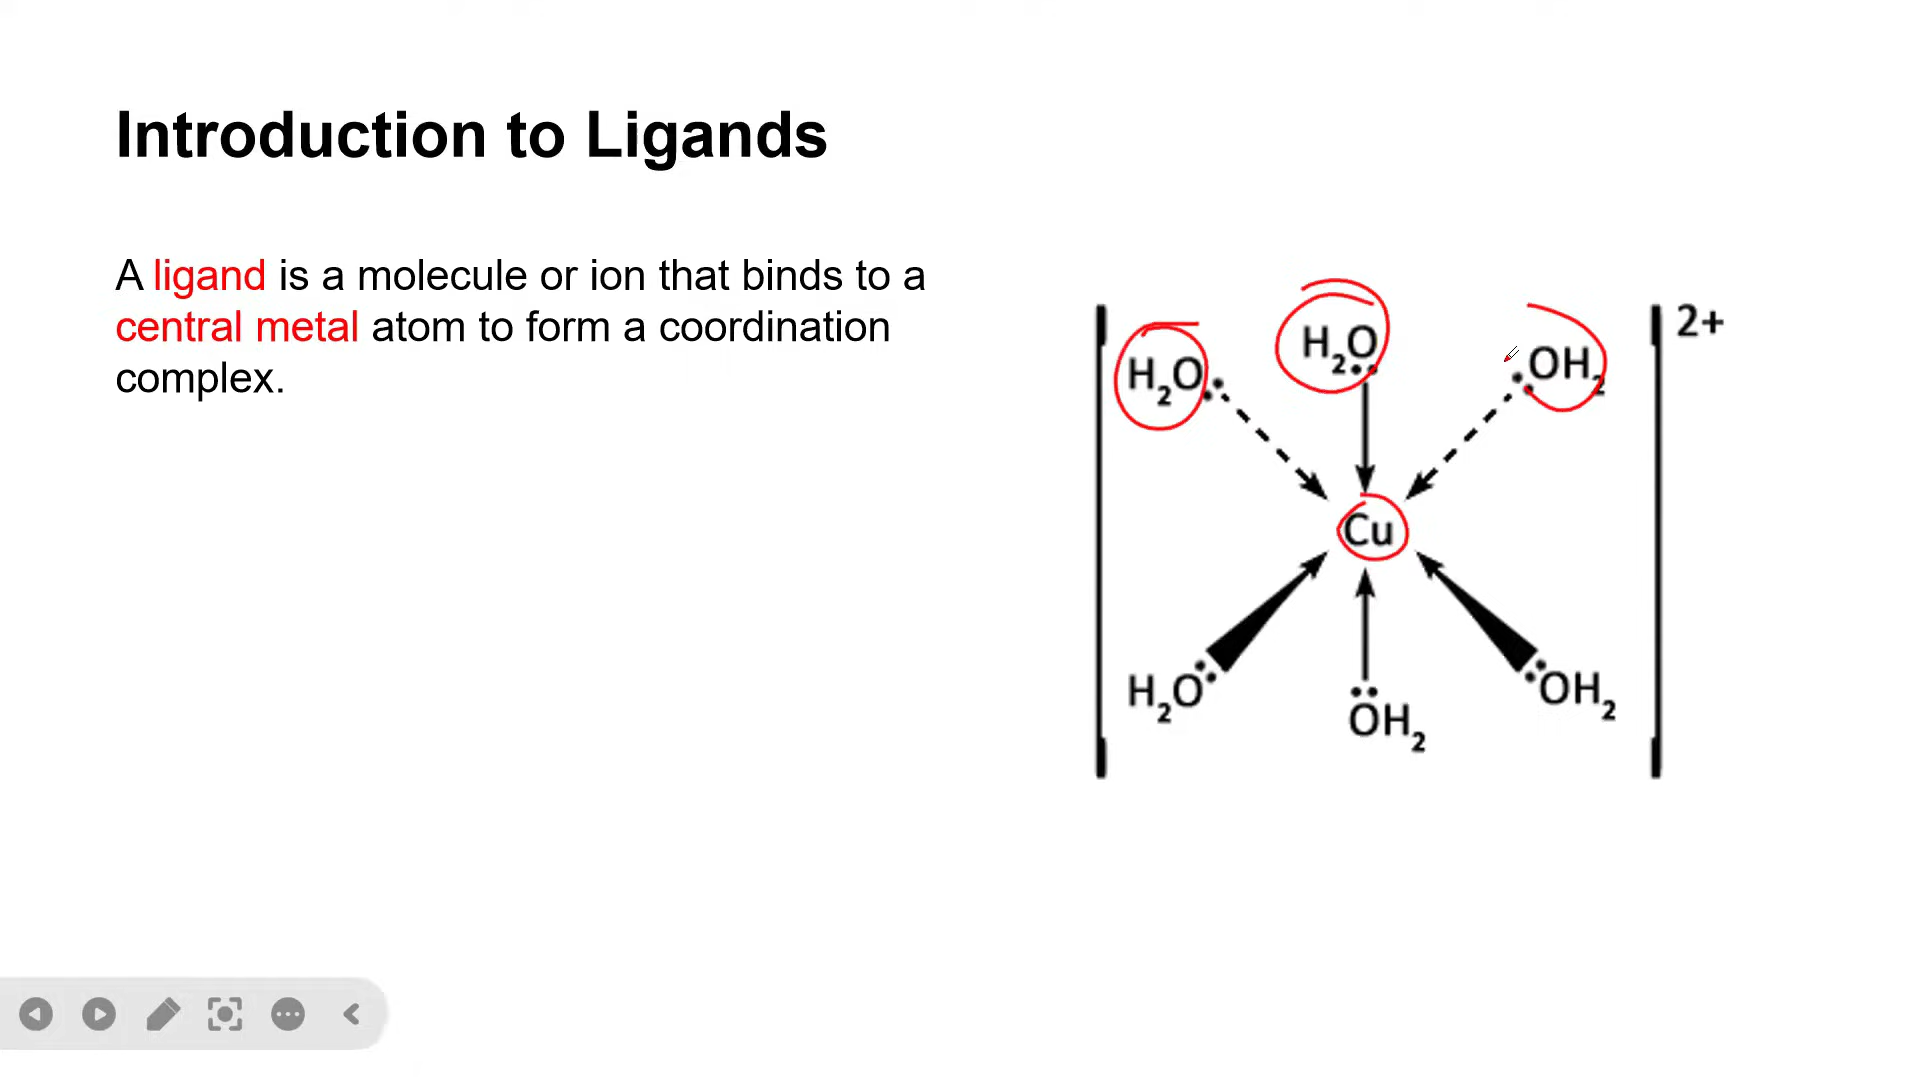 Introduction to Ligands
A ligand is a molecule or ion that binds to a
central metal atom to form a coordination
complex.
H₂O H₂O OH₂ 2+
Cu
H₂O OH₂ OH₂